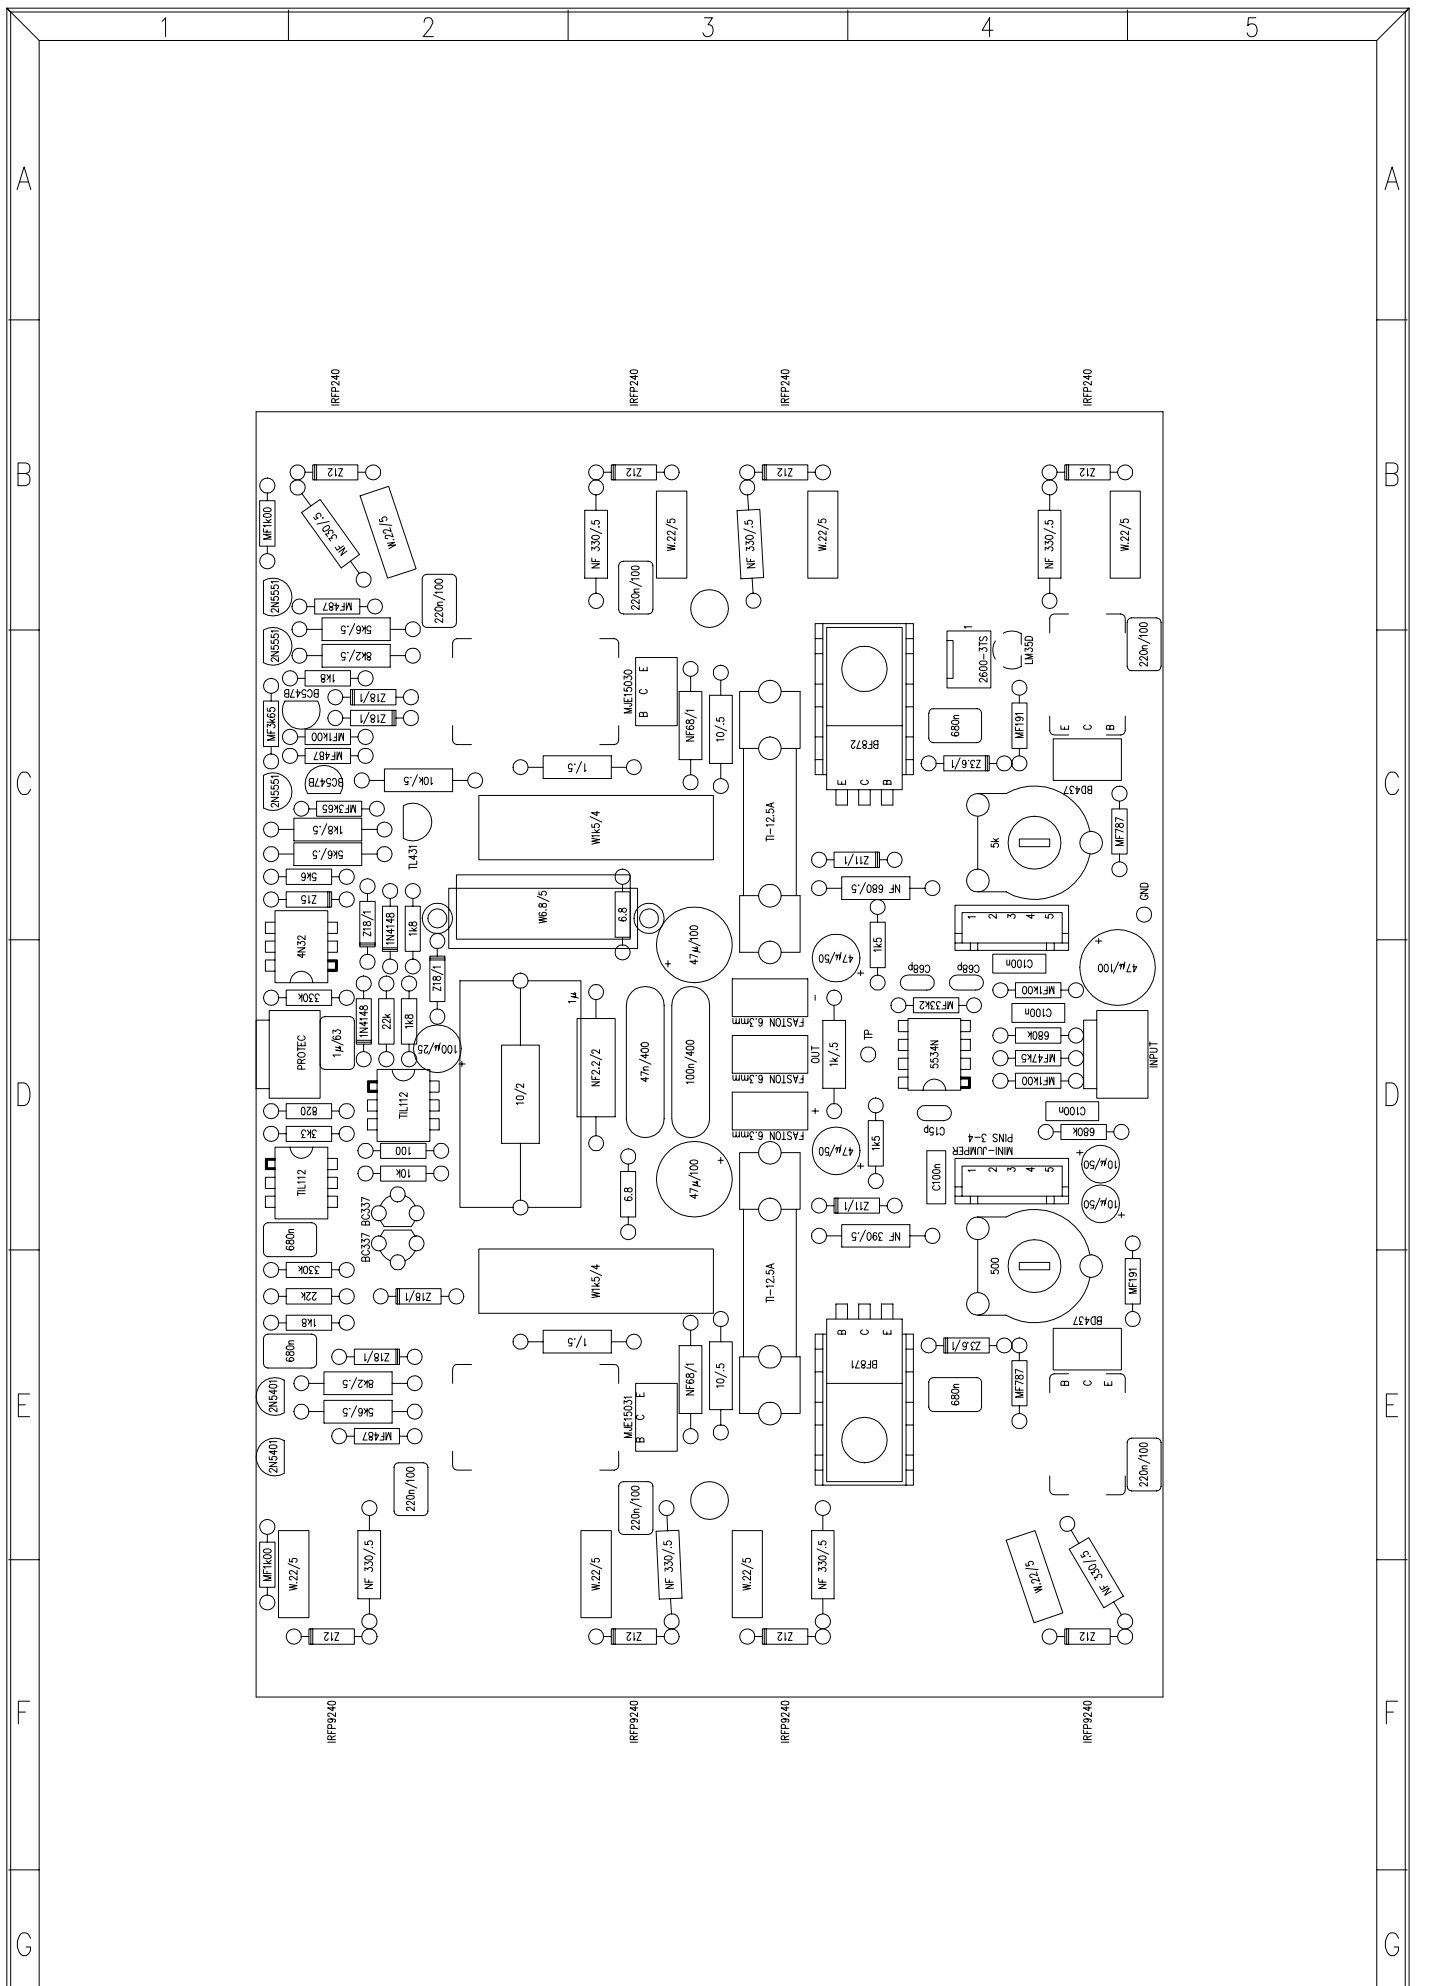 1 2 3 4 5
A A
IRFP240 IRFP240 IRFP240 IRFP240
B B
Z12 Z12 Z12 Z12
MF1k00
NF 330/.5
W.22/5
NF 330/.5
W.22/5
NF 330/.5
W.22/5
NF 330/.5
W.22/5
2N5551
MF487
220n/100
220n/100
5k6/.5
2N5551
8k2/.5
1k8
BC547B
MF3k65
Z18/1
Z18/1
MF1k00
MF487
MJE15030
B C E
NF68/1
10/.5
BF872
E
C
B
1
2600-3TS
LM35D
220n/100
680n
MF191
E
C
B
Z3.6/1
BD437
C C
2N5551
BC547B
10k/.5
1/.5
MF3k65
1k8/.5
TL431
5k6/.5
W1k5/4
TI-12.5A
5k
MF787
5k6
Z15
Z11/1
NF 680/.5
GND
4N32
Z18/1
1N4148
1k8
W6.8/5
6.8
47µ/100
+
1k5
1 2 3 4 5
Z18/1
47µ/50
+
C68p
C68p
C100n
47µ/100
+
330k
1N4148
22k
1k8
1µ
FASTON 6.3mm
-
MF33k2
MF1k00
C100n
PROTEC
1µ/63
100µ/25
+
10/2
NF2.2/2
47n/400
100n/400
FASTON 6.3mm
OUT
1k/.5
TP
5534N
680k
MF47k5
MF1k00
INPUT
D D
TIL112
820
FASTON 6.3mm
+
C15p
C100n
3k3
100
10k
TIL112
6.8
47µ/100
+
47µ/50
+
1k5
680k
MINI-JUMPER
PINS 3-4
C100n
1 2 3 4 5
10µ/50
+
10µ/50
+
BC337
BC337
680n
Z11/1
NF 390/.5
330k
22k
Z18/1
W1k5/4
TI-12.5A
500
MF191
1k8
680n
1/.5
B
C
E
BF871
BD437
Z18/1
NF68/1
10/.5
Z3.6/1
8k2/.5
E E
2N5401
5k6/.5
MF487
MJE15031
B C E
680n
MF787
B
C
E
2N5401
220n/100
220n/100
220n/100
MF1k00
W.22/5
NF 330/.5
W.22/5
NF 330/.5
W.22/5
NF 330/.5
W.22/5
NF 330/.5
Z12 Z12 Z12 Z12
F F
IRFP9240 IRFP9240 IRFP9240 IRFP9240
G G